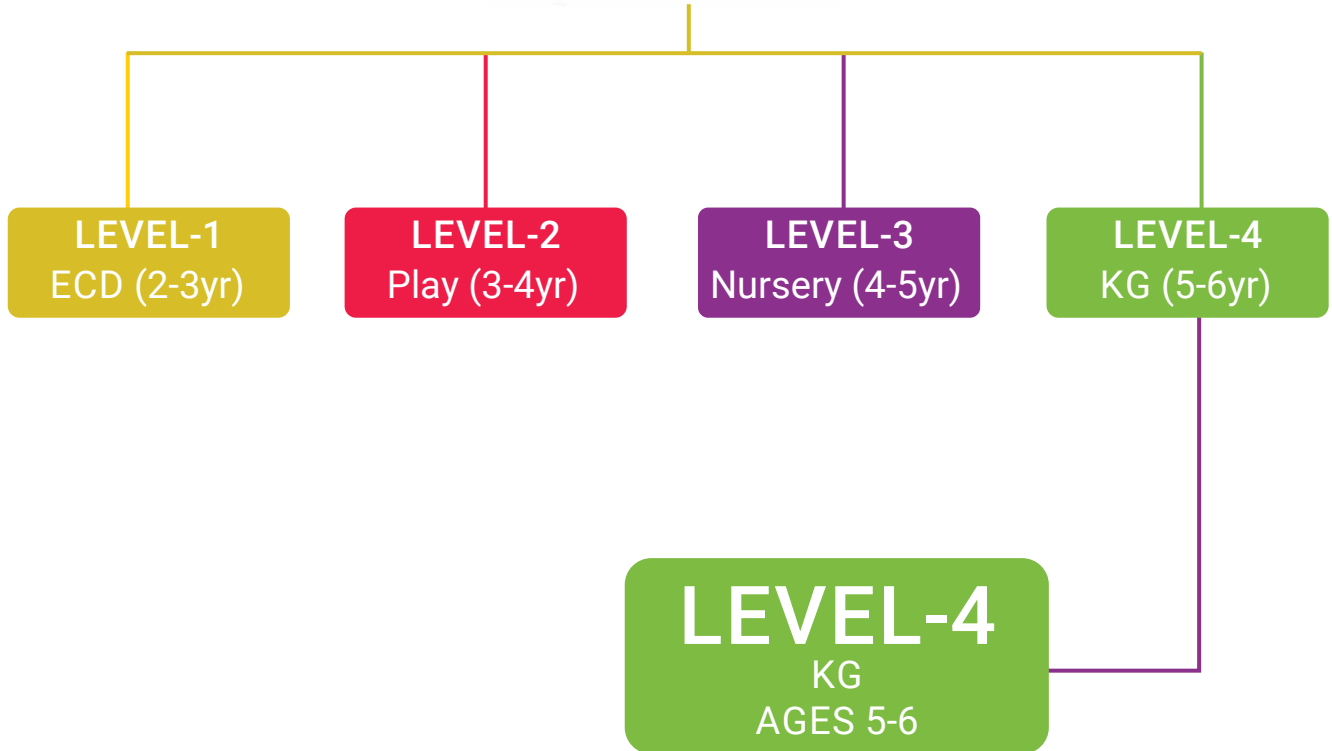 LEVEL-1
ECD (2-3yr)
LEVEL-2
Play (3-4yr)
LEVEL-3
Nursery (4-5yr)
LEVEL-4
KG (5-6yr)
LEVEL-4
KG
AGES 5-6